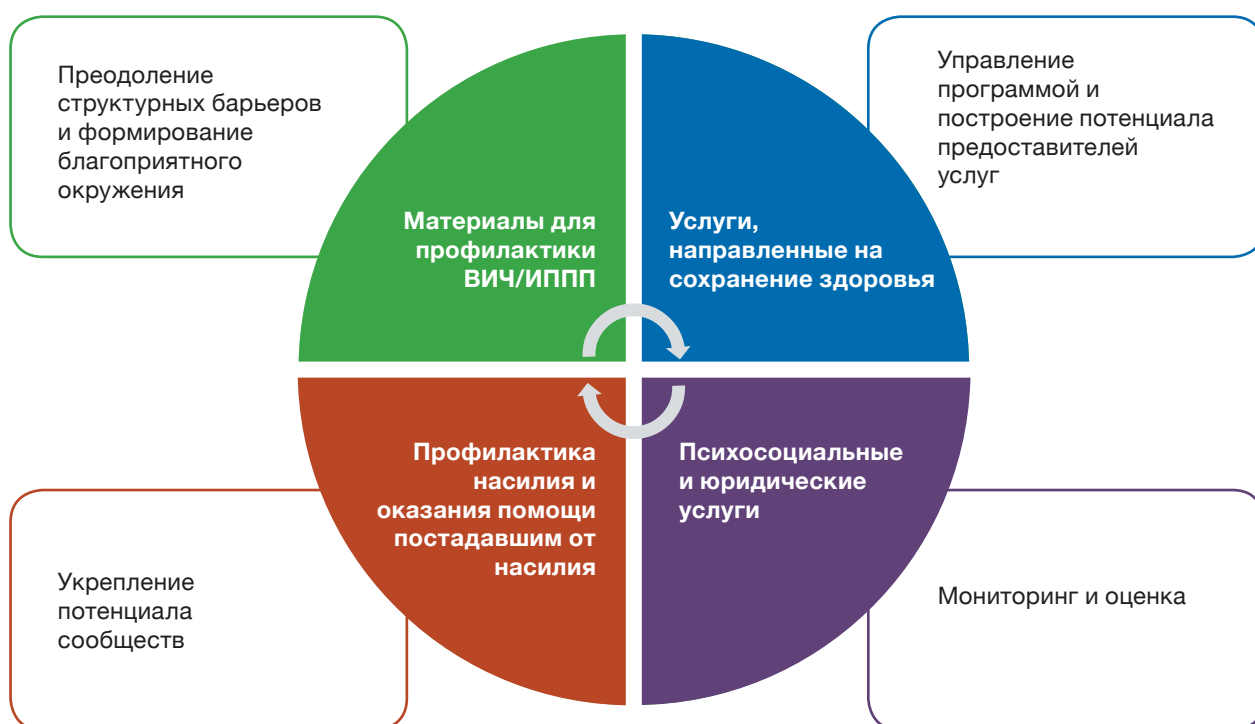 Преодоление
структурных барьеров
и формирование
благоприятного
окружения
Управление
программой и
построение потенциала
предоставителей
услуг
Материалы для
профилактики
ВИЧ/ИППП
Услуги,
направленные на
сохранение здоровья
Профилактика
насилия и
оказания помощи
постадавшим от
насилия
Психосоциальные
и юридические
услуги
Укрепление
потенциала
сообществ
Мониторинг и оценка